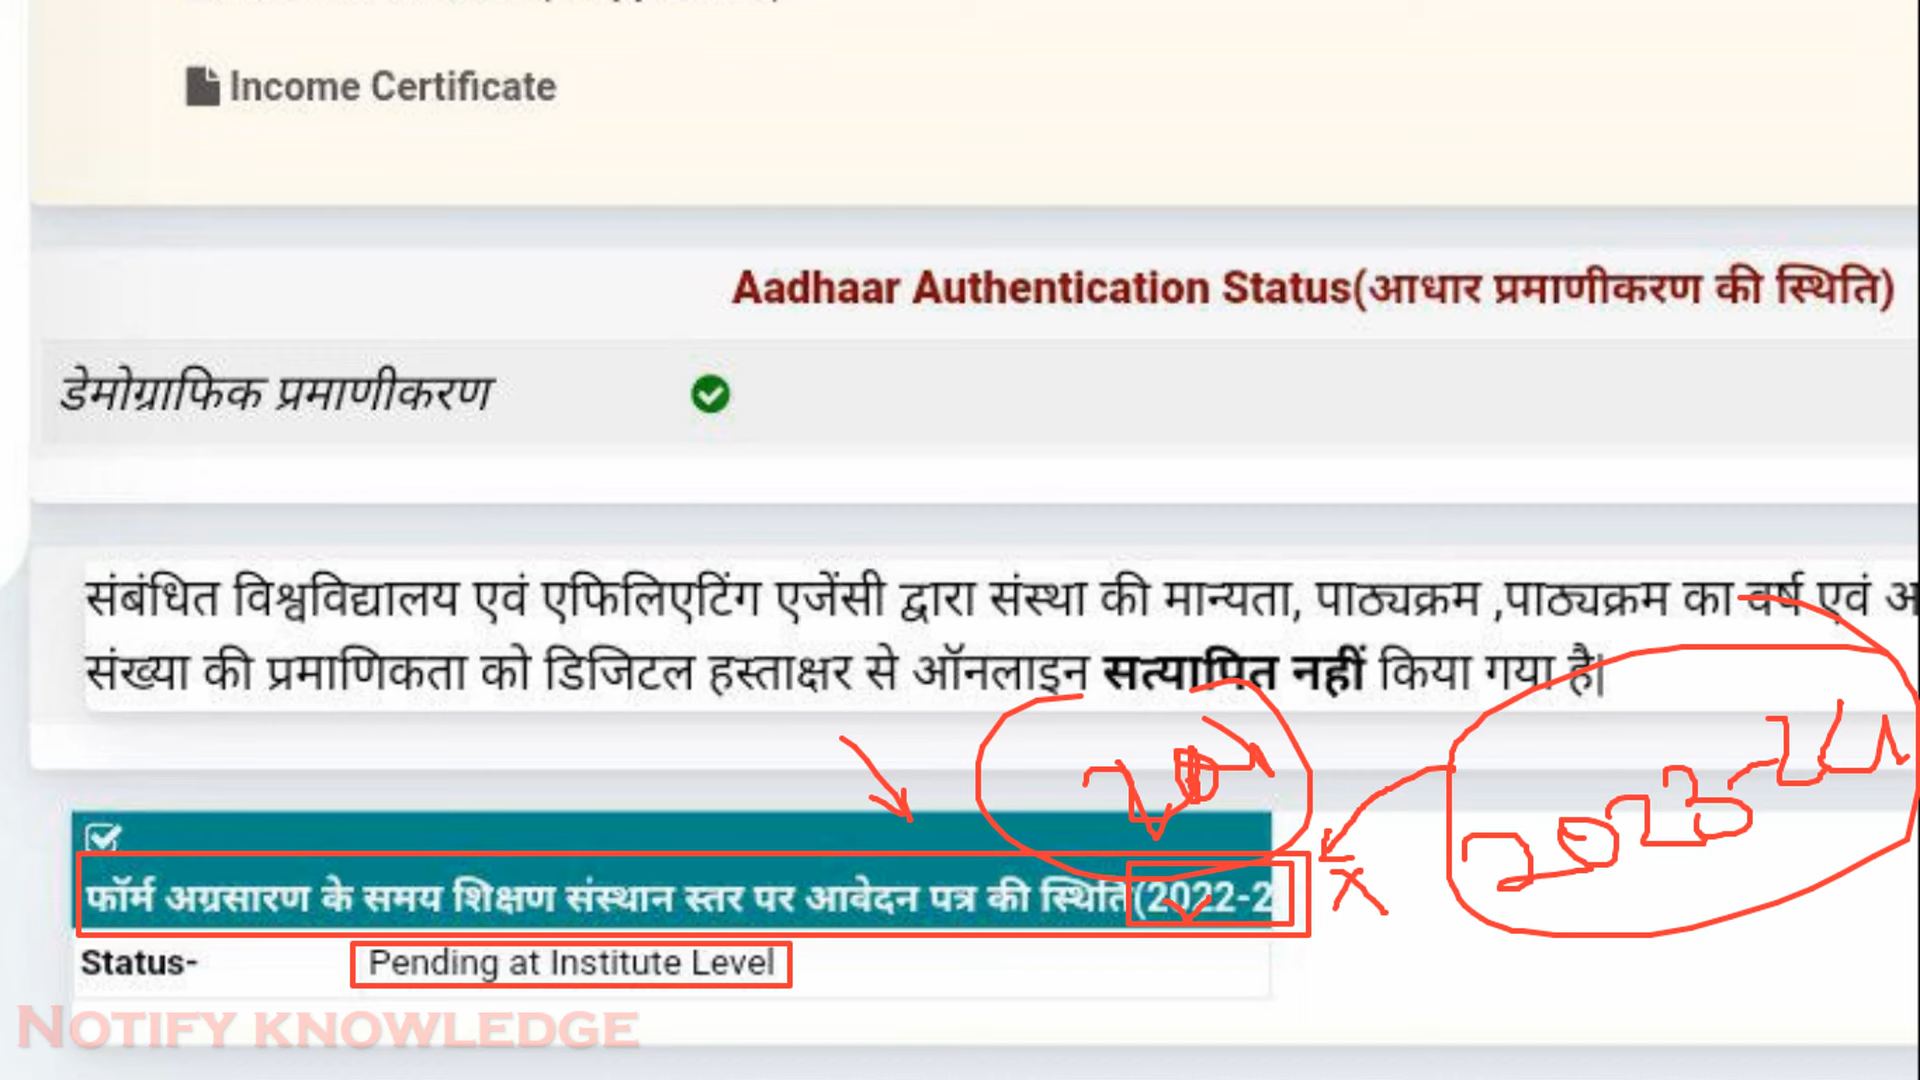 Income Certificate
Aadhaar Authentication Status(आधार प्रमाणीकरण की स्थिति)
डेमोग्राफिक प्रमाणीकरण
संबंधित विश्वविद्यालय एवं एफिलिएटिंग एजेंसी द्वारा संस्था की मान्यता, पाठ्यक्रम ,पाठ्यक्रम का वर्ष एवं
संख्या की प्रमाणिकता को डिजिटल हस्ताक्षर से ऑनलाइन सत्यापित नहीं किया गया है|
2023-24
फॉर्म अग्रसारण के समय शिक्षण संस्थान स्तर पर आवेदन पत्र की स्थिति(2022-2
Status- Pending at Institute Level
NOTIFY KNOWLEDGE